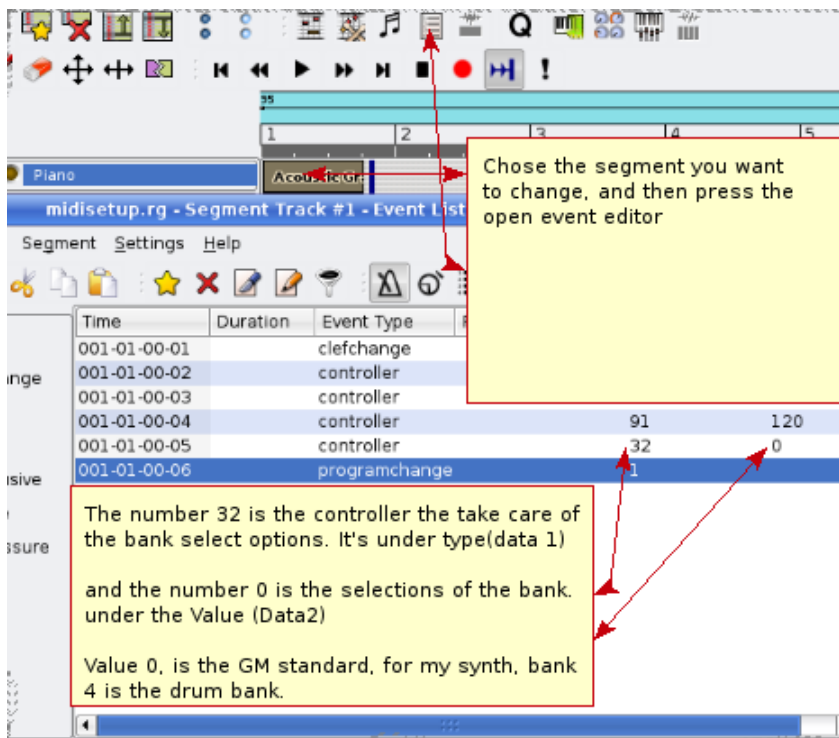 Q
!
1 2 3 4 5
Piano
Acoustic Gr
Chose the segment you want
to change, and then press the
open event editor
midisetup.rg - Segment Track #1 - Event List
Segment Settings Help
Time Duration Event Type
001-01-00-01 clefchange
001-01-00-02 controller
001-01-00-03 controller
001-01-00-04 controller 91 120
001-01-00-05 controller 32 0
001-01-00-06 programchange 1
The number 32 is the controller the take care of
the bank select options. It's under type(data 1)
and the number 0 is the selections of the bank.
under the Value (Data2)
Value 0, is the GM standard, for my synth, bank
4 is the drum bank.